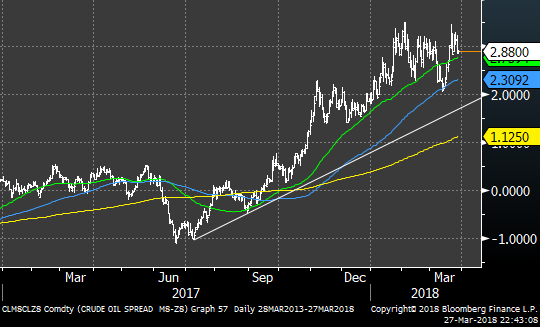 2.8800
2.3092
2.0000
1.1250
0.0000
-1.0000
Mar Jun Sep Dec Mar
2017 2018
CLM8CLZ8 Comdty (CRUDE OIL SPREAD M8-Z8) Graph 57 Daily 28MAR2013-27MAR2018 Copyright© 2018 Bloomberg Finance L.P.
27-Mar-2018 22:43:08